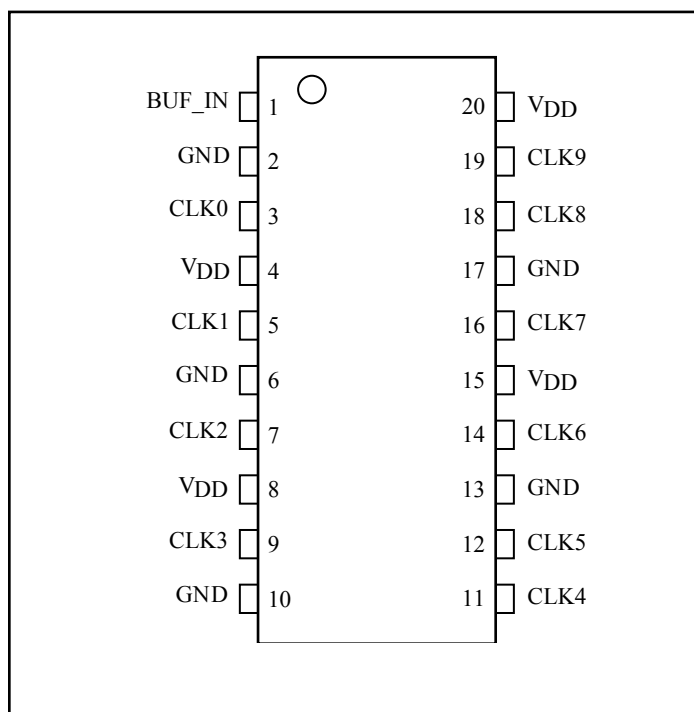 BUF_IN 1 20 VDD
GND 2 19 CLK9
CLK0 3 18 CLK8
VDD 4 17 GND
CLK1 5 16 CLK7
GND 6 15 VDD
CLK2 7 14 CLK6
VDD 8 13 GND
CLK3 9 12 CLK5
GND 10 11 CLK4